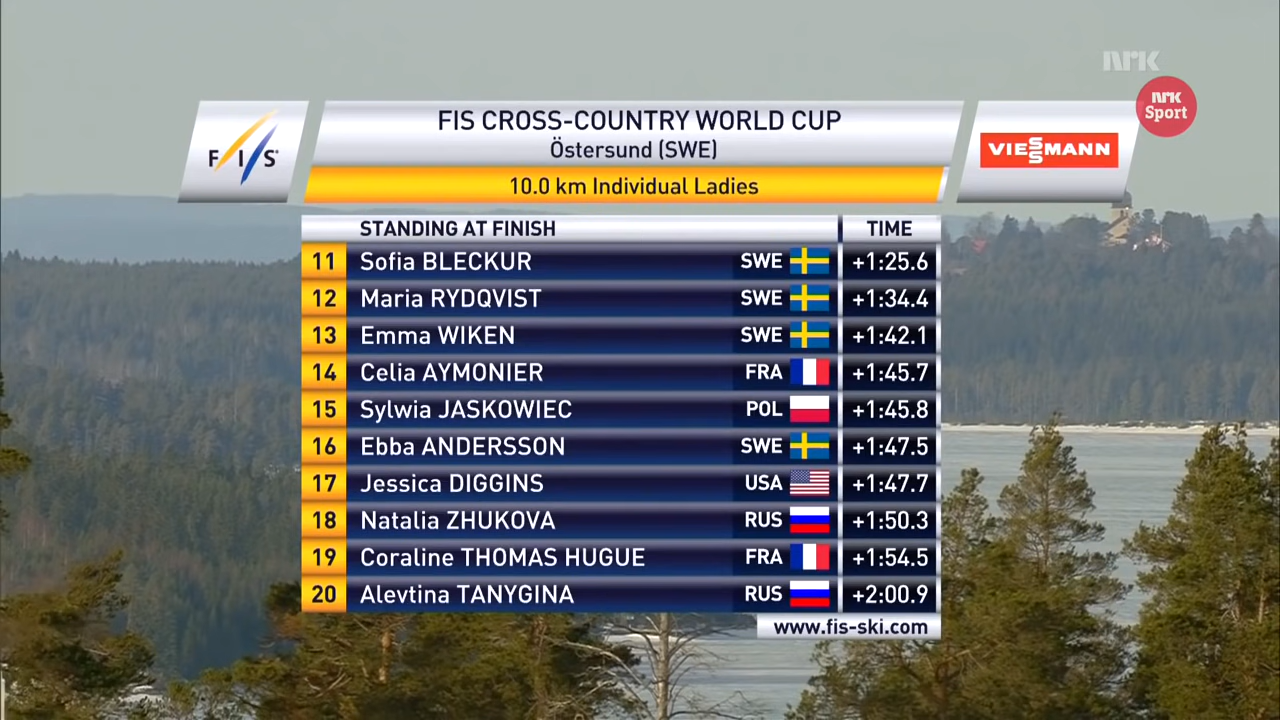 nrk
nrk
Sport
FIS
FIS CROSS-COUNTRY WORLD CUP
Östersund (SWE)
10.0 km Individual Ladies
VIESSMANN
STANDING AT FINISH TIME
11 Sofia BLECKUR SWE +1:25.6
12 Maria RYDQVIST SWE +1:34.4
13 Emma WIKEN SWE +1:42.1
14 Celia AYMONIER FRA +1:45.7
15 Sylwia JASKOWIEC POL +1:45.8
16 Ebba ANDERSSON SWE +1:47.5
17 Jessica DIGGINS USA +1:47.7
18 Natalia ZHUKOVA RUS +1:50.3
19 Coraline THOMAS HUGUE FRA +1:54.5
20 Alevtina TANYGINA RUS +2:00.9
www.fis-ski.com